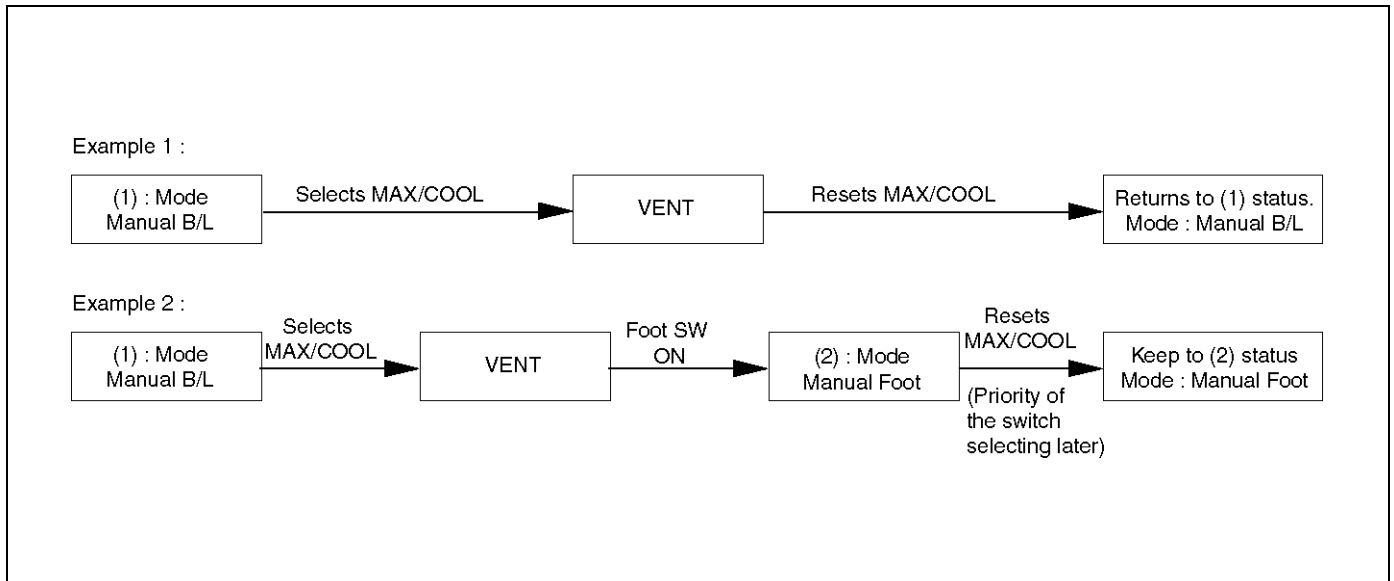 Example 1 :
(1) : Mode
Manual B/L
Selects MAX/COOL
VENT
Resets MAX/COOL
Returns to (1) status.
Mode : Manual B/L
Example 2 :
(1) : Mode
Manual B/L
Selects
MAX/COOL
VENT
Foot SW
ON
(2) : Mode
Manual Foot
Resets
MAX/COOL
(Priority of
the switch
selecting later)
Keep to (2) status
Mode : Manual Foot